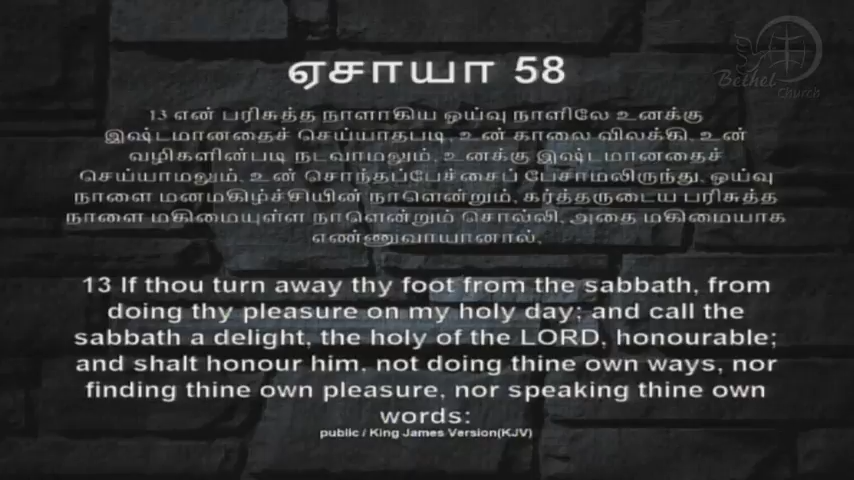 ஏசாயா 58
Bethel
Church
13 என் பரிசுத்த நாளாகிய ஓய்வு நாளிலே உனக்கு
இஷ்டமானதைச் செய்யாதபடி, உன் காலை விலக்கி, உன்
வழிகளின்படி நடவாமலும், உனக்கு இஷ்டமானதைச்
செய்யாமலும், உன் சொந்தப்பேச்சைப் பேசாமலிருந்து, ஓய்வு
நாளை மனமகிழ்ச்சியின் நாளென்றும், கர்த்தருடைய பரிசுத்த
நாளை மகிமையுள்ள நாளென்றும் சொல்லி, அதை மகிமையாக
எண்ணுவாயானால்,
13 If thou turn away thy foot from the sabbath, from
doing thy pleasure on my holy day; and call the
sabbath a delight, the holy of the LORD, honourable;
and shalt honour him, not doing thine own ways, nor
finding thine own pleasure, nor speaking thine own
words:
public / King James Version(KJV)